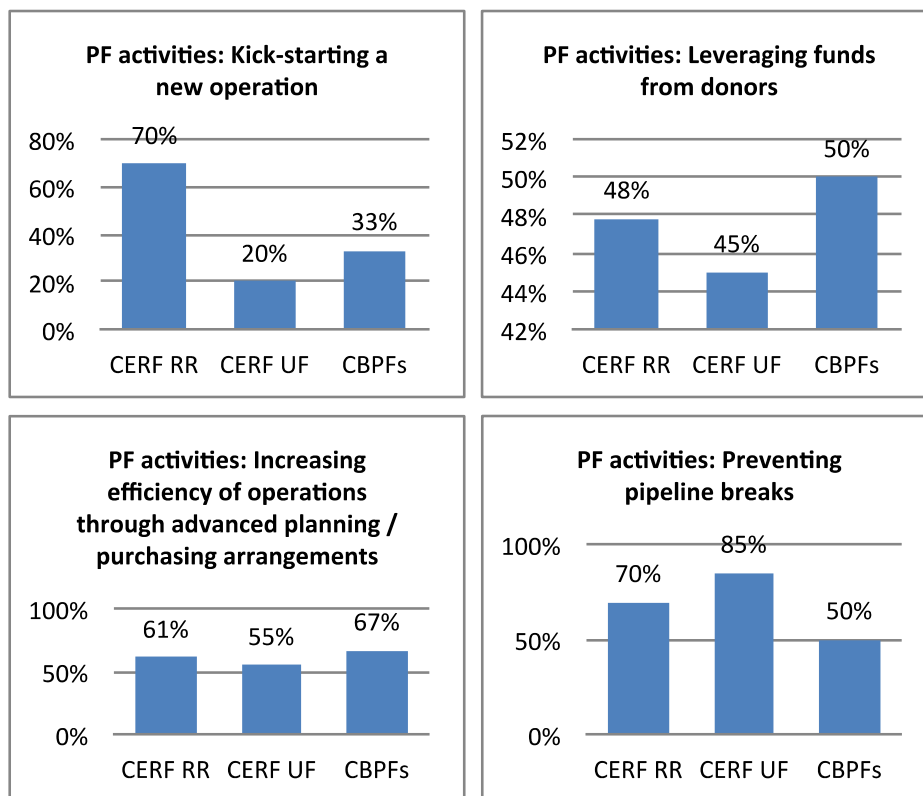 PF activities: Kick-starting a
new operation
80%
60%
40%
20%
0%
70%
20%
33%
CERF RR
CERF UF
CBPFs
PF activities: Leveraging funds
from donors
52%
50%
48%
46%
44%
42%
48%
45%
50%
CERF RR
CERF UF
CBPFs
PF activities: Increasing
efficiency of operations
through advanced planning /
purchasing arrangements
100%
50%
0%
61%
55%
67%
CERF RR
CERF UF
CBPFs
PF activities: Preventing
pipeline breaks
100%
50%
0%
70%
85%
50%
CERF RR
CERF UF
CBPFs